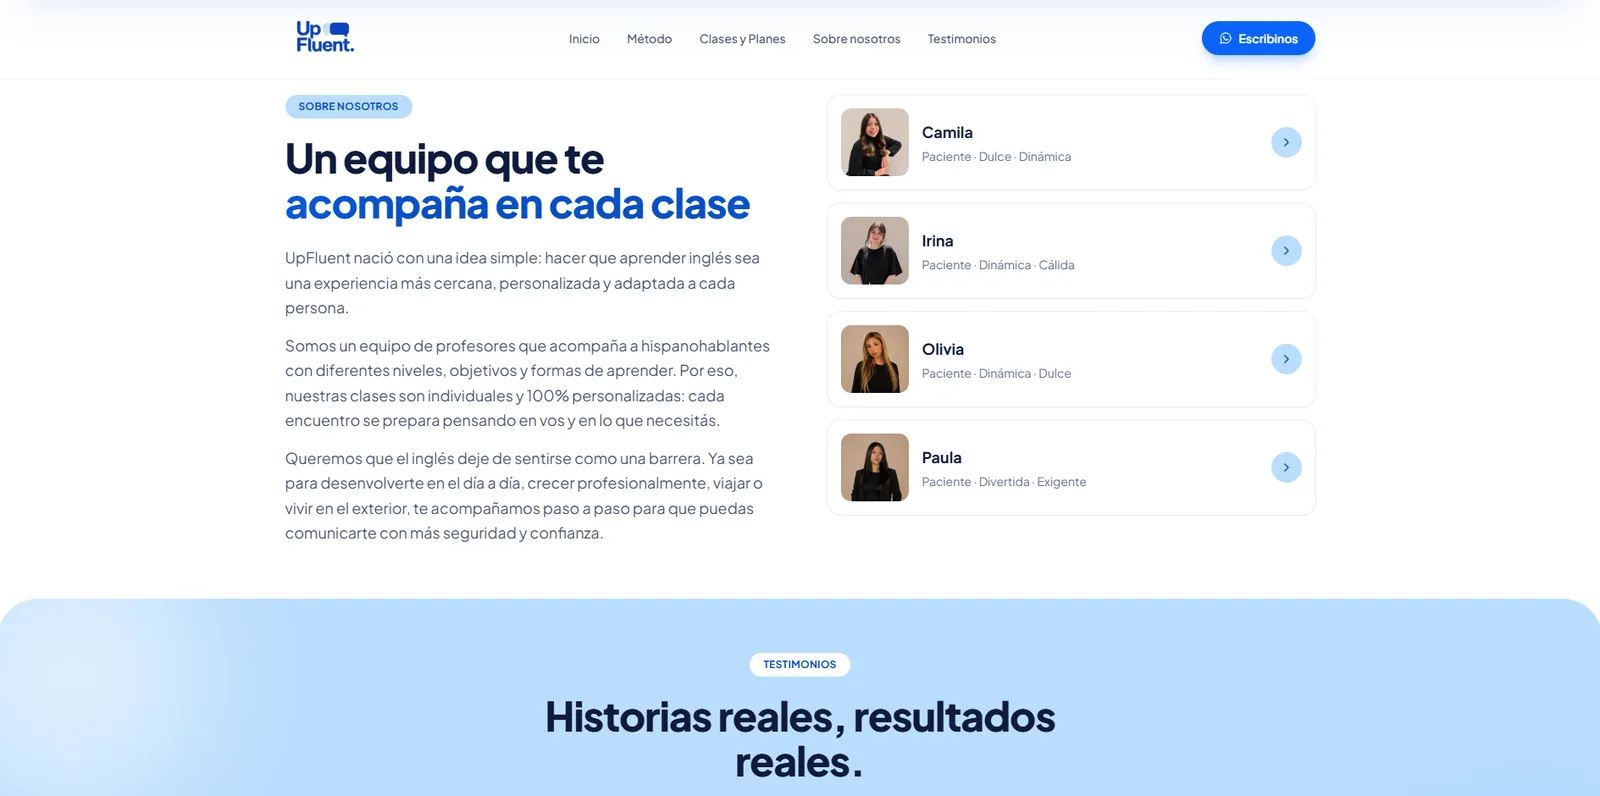 Up
Fluent.
Inicio
Método
Clases y Planes
Sobre nosotros
Testimonios
Escribinos
SOBRE NOSOTROS
Un equipo que te
acompaña en cada clase
UpFluent nació con una idea simple: hacer que aprender inglés sea
una experiencia más cercana, personalizada y adaptada a cada
persona.
Somos un equipo de profesores que acompaña a hispanohablantes
con diferentes niveles, objetivos y formas de aprender. Por eso,
nuestras clases son individuales y 100% personalizadas: cada
encuentro se prepara pensando en vos y en lo que necesitás.
Queremos que el inglés deje de sentirse como una barrera. Ya sea
para desenvolverte en el día a día, crecer profesionalmente, viajar o
vivir en el exterior, te acompañamos paso a paso para que puedas
comunicarte con más seguridad y confianza.
Camila
Paciente · Dulce · Dinámica
Irina
Paciente · Dinámica · Cálida
Olivia
Paciente · Dinámica · Dulce
Paula
Paciente · Divertida · Exigente
TESTIMONIOS
Historias reales, resultados
reales.